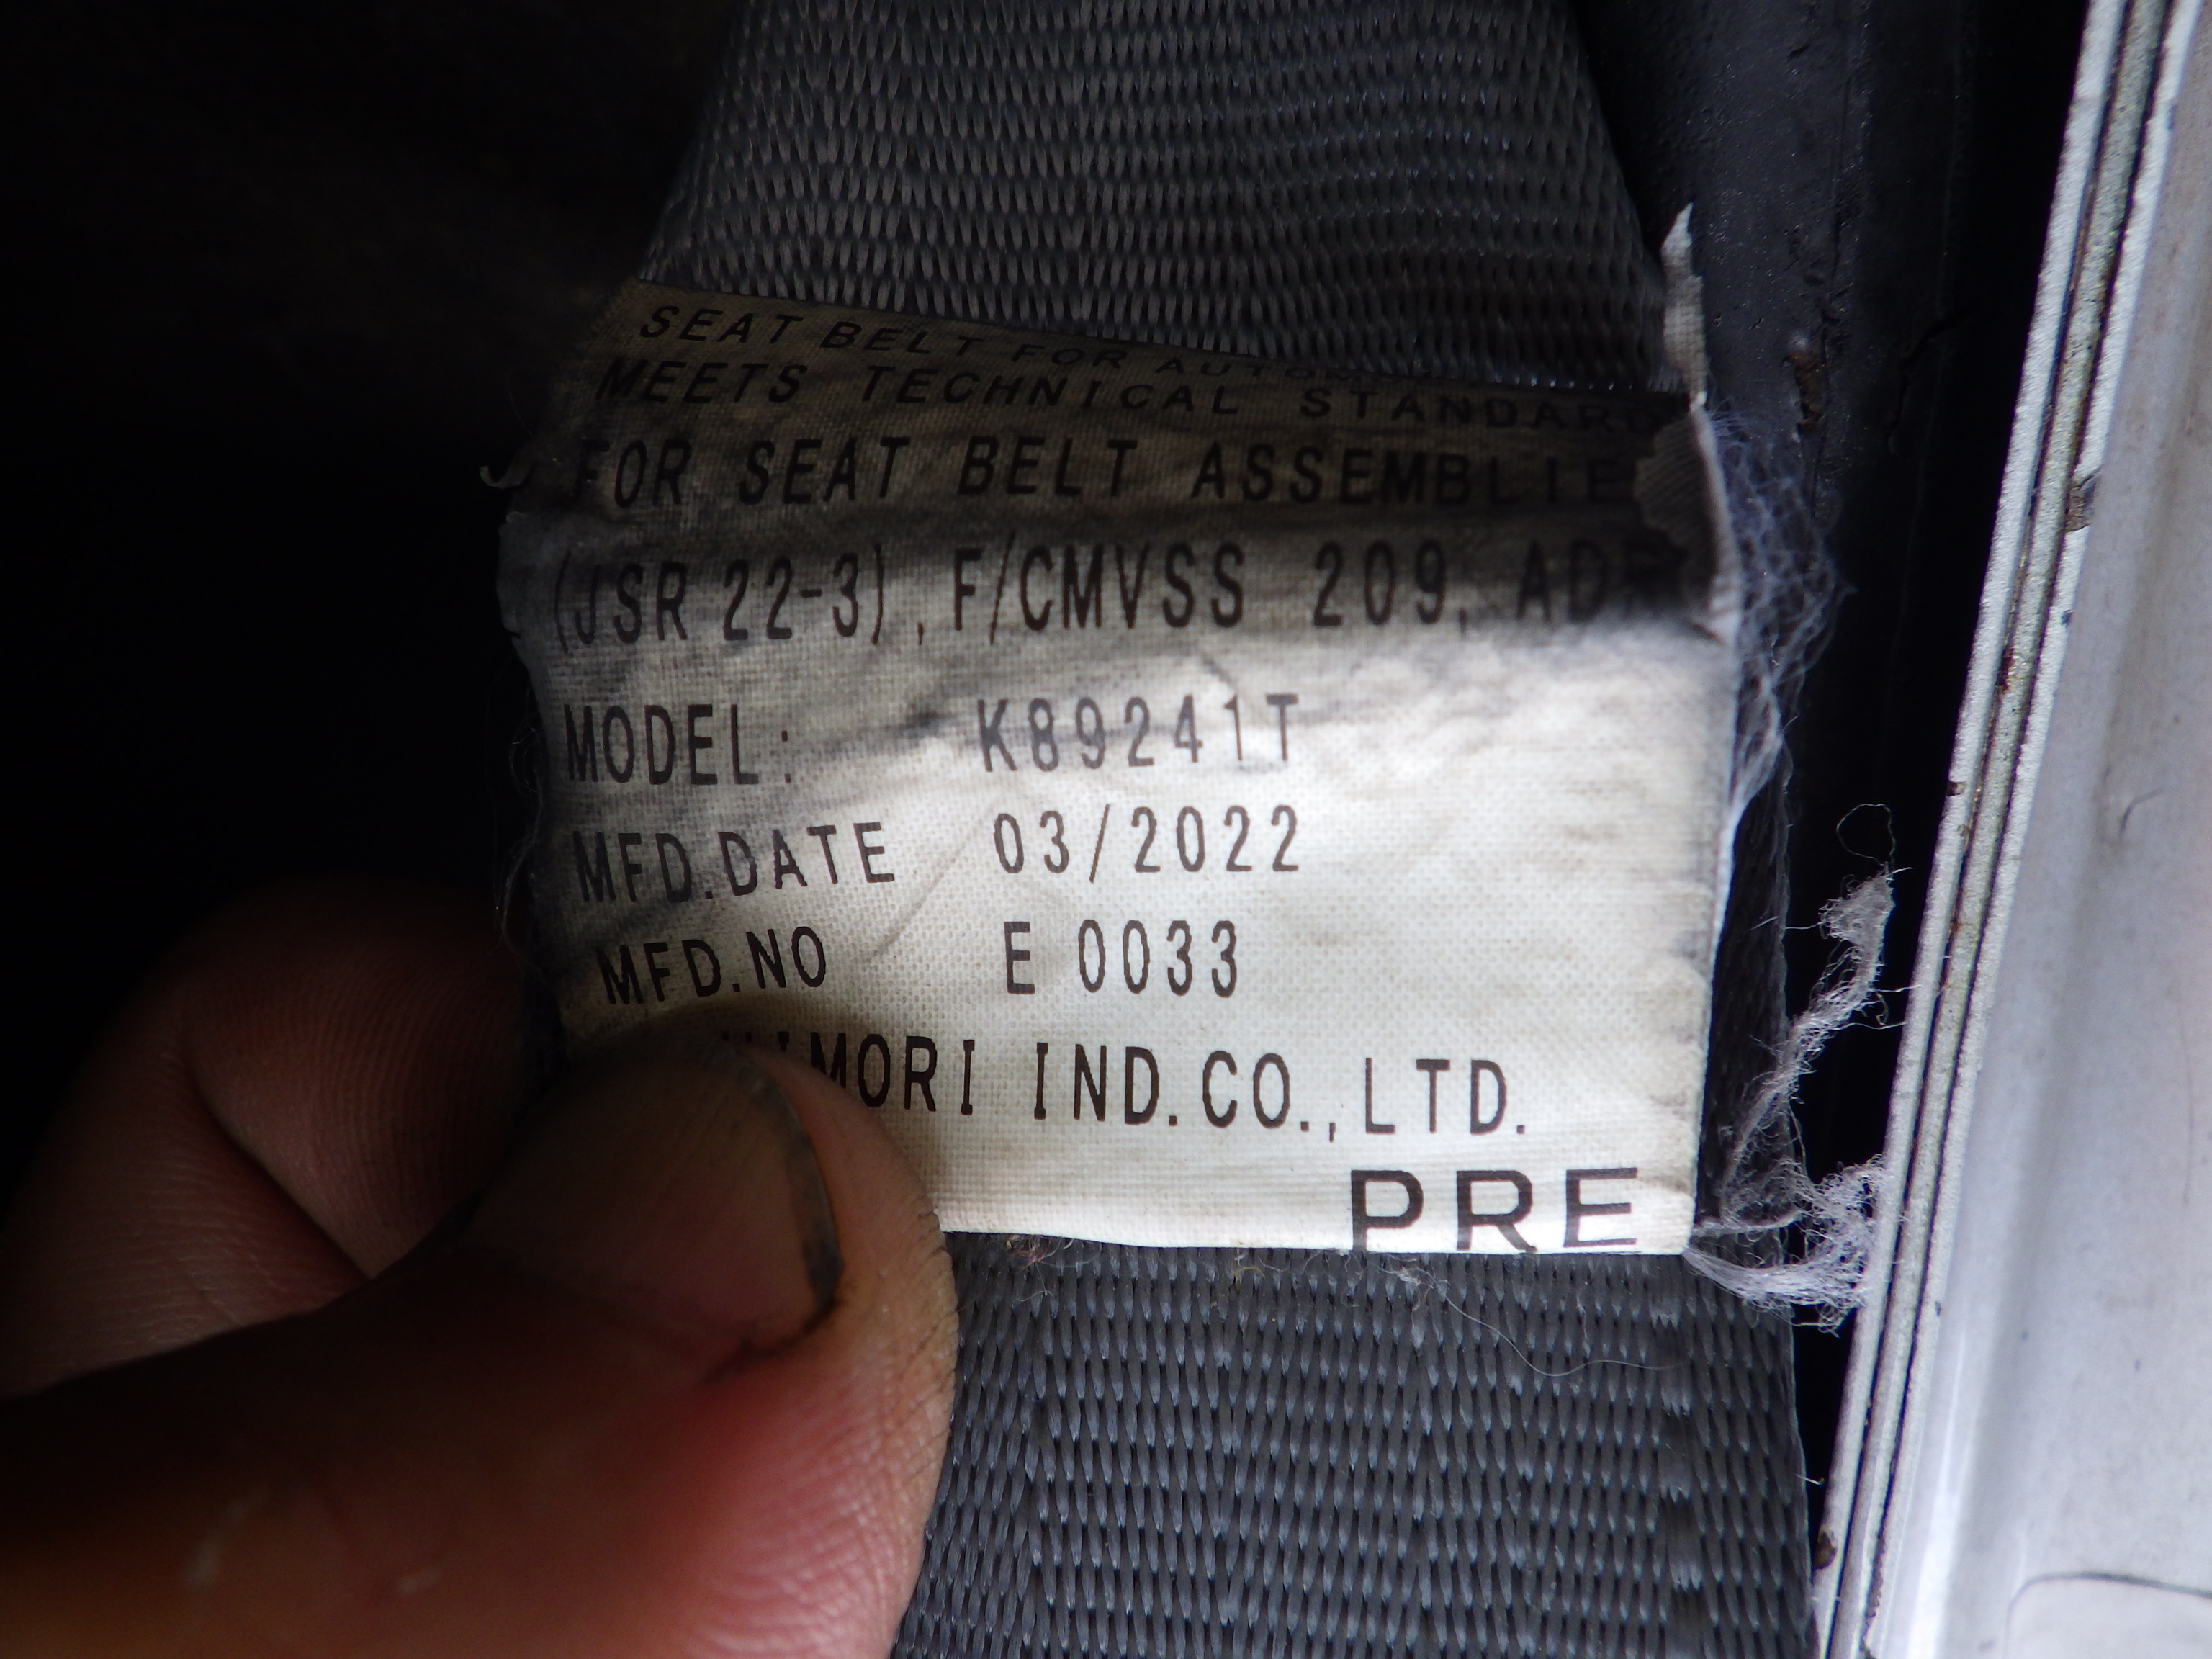 SEAT BELT FOR
MEETS TECHNICAL STANDARD
FOR SEAT BELT ASSEMBLIE
(JSR 22-3), F/CMVSS 209,
MODEL: K89241T
MFD.DATE 03/2022
MFD.NO E 0033
IND.CO.,LTD.
PRE